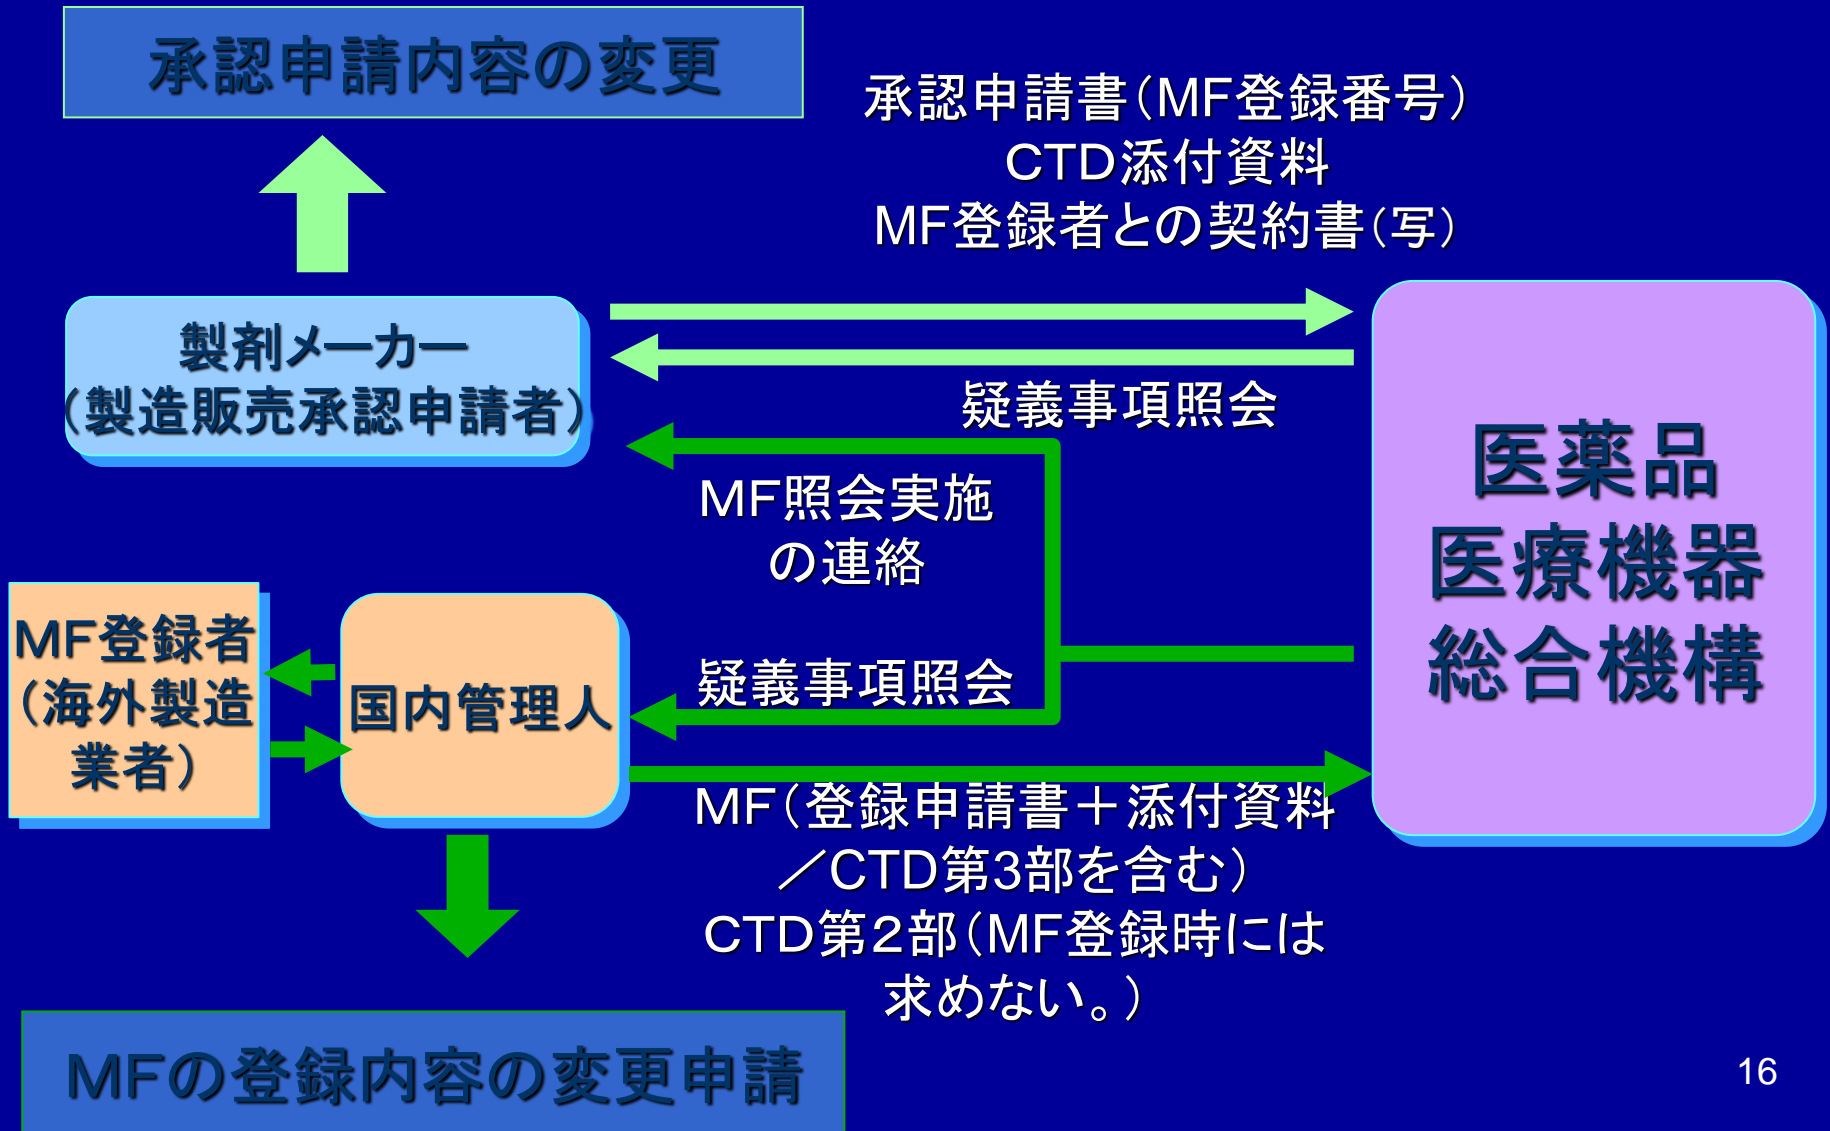 承認申請内容の変更
承認申請書（MF登録番号）
CTD添付資料
MF登録者との契約書（写）
製剤メーカー
（製造販売承認申請者）
疑義事項照会
医薬品
医療機器
総合機構
MF照会実施
の連絡
MF登録者
（海外製造
業者）
国内管理人
疑義事項照会
MF（登録申請書＋添付資料
／CTD第3部を含む）
CTD第２部（MF登録時には
求めない。）
MFの登録内容の変更申請
16